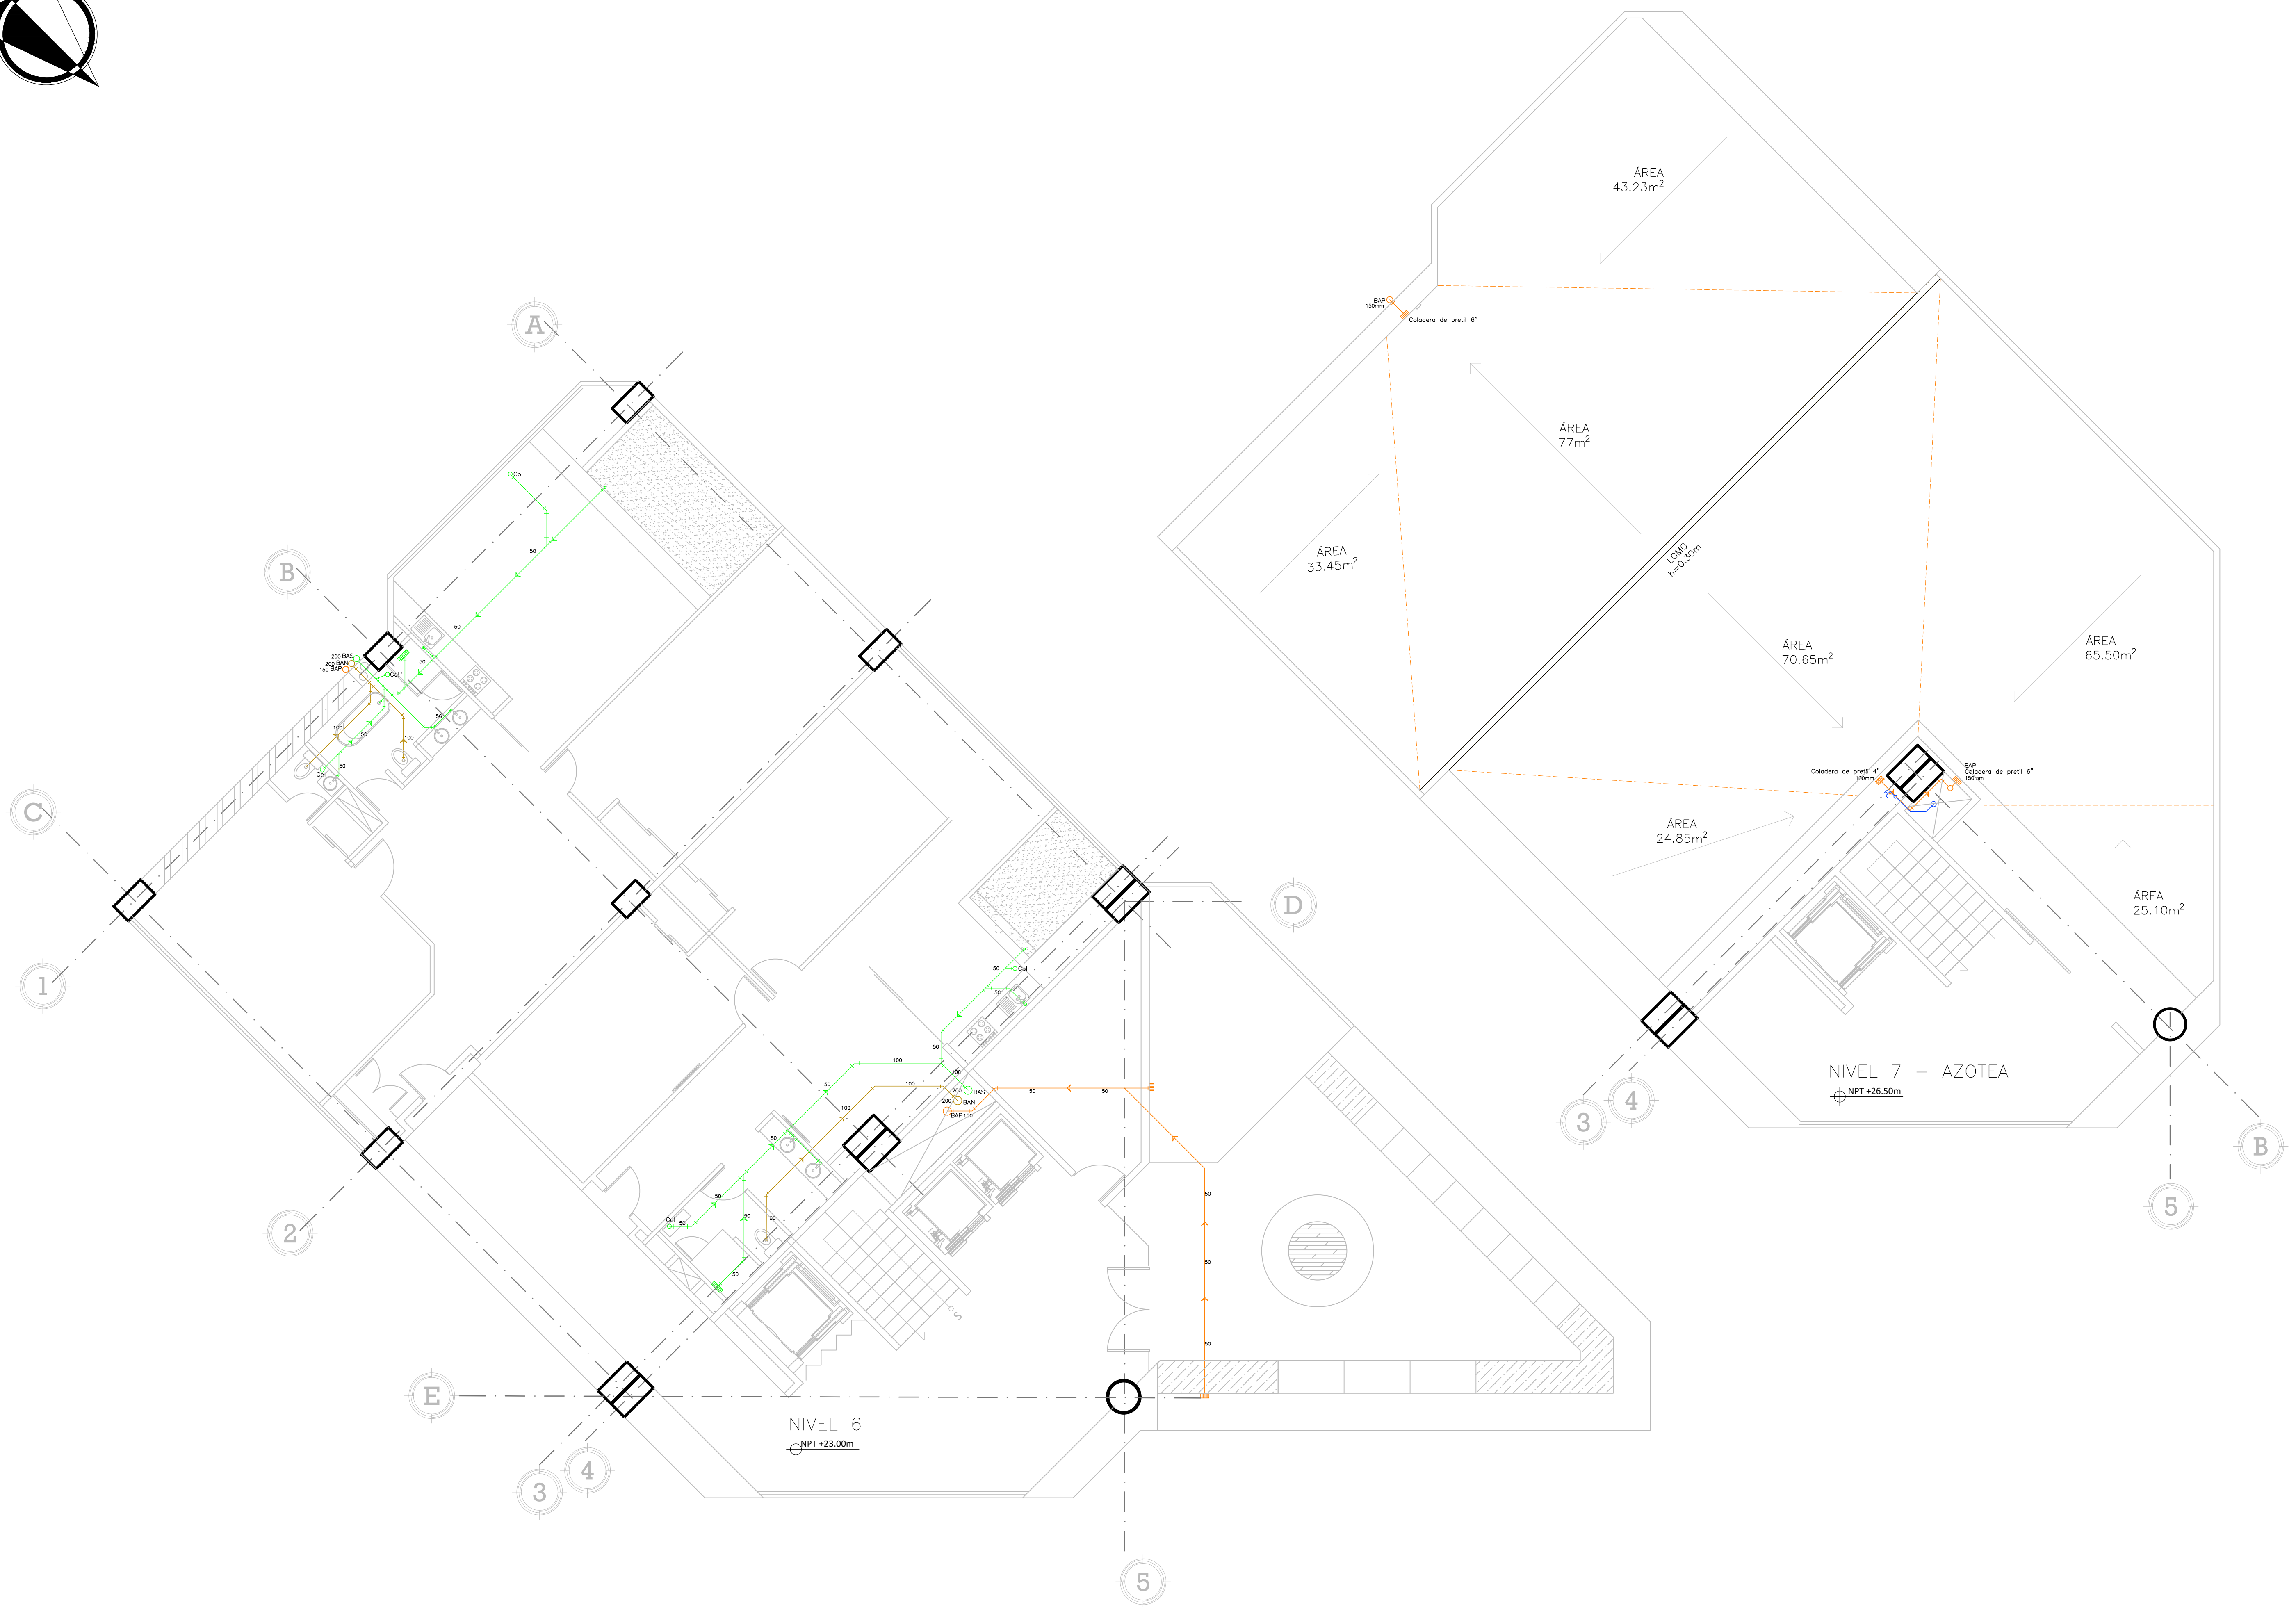 ÁREA
43.23m²
BAP
150mm
Coladera de pretil 6"
A
ÁREA
77m²
Col
50
B
ÁREA
33.45m²
LOMO
h=0.30m
50
ÁREA
70.65m²
ÁREA
65.50m²
200 BAS
200 BAN
150 BAP
50
Col
50
100
50
100
50
Col
C
Coladera de pretil 4"
100mm
BAP
Coladera de pretil 6"
150mm
ÁREA
24.85m²
D
ÁREA
25.10m²
1
50
Col
50
50
100
100
50
100
200
BAS
BAN
200
BAP 150
50
50
100
50
NIVEL 7 - AZOTEA
NPT +26.50m
3
4
B
5
2
50
Col
50
50
100
50
50
50
50
S
E
NIVEL 6
NPT +23.00m
3
4
5